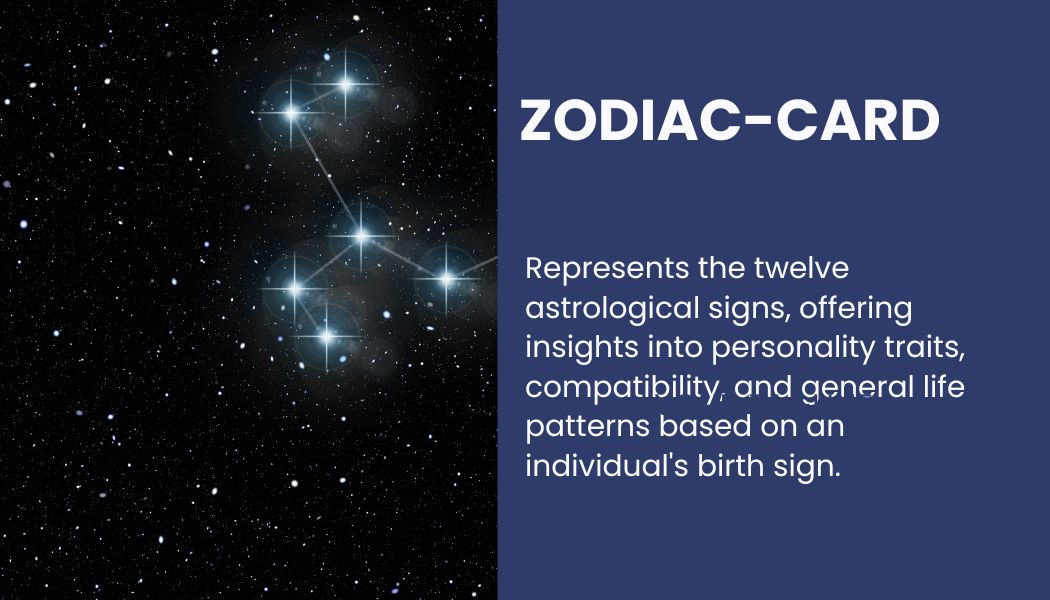 ZODIAC-CARD
Represents the twelve
astrological signs, offering
insights into personality traits,
compatibility, and general life
patterns based on an
individual's birth sign.